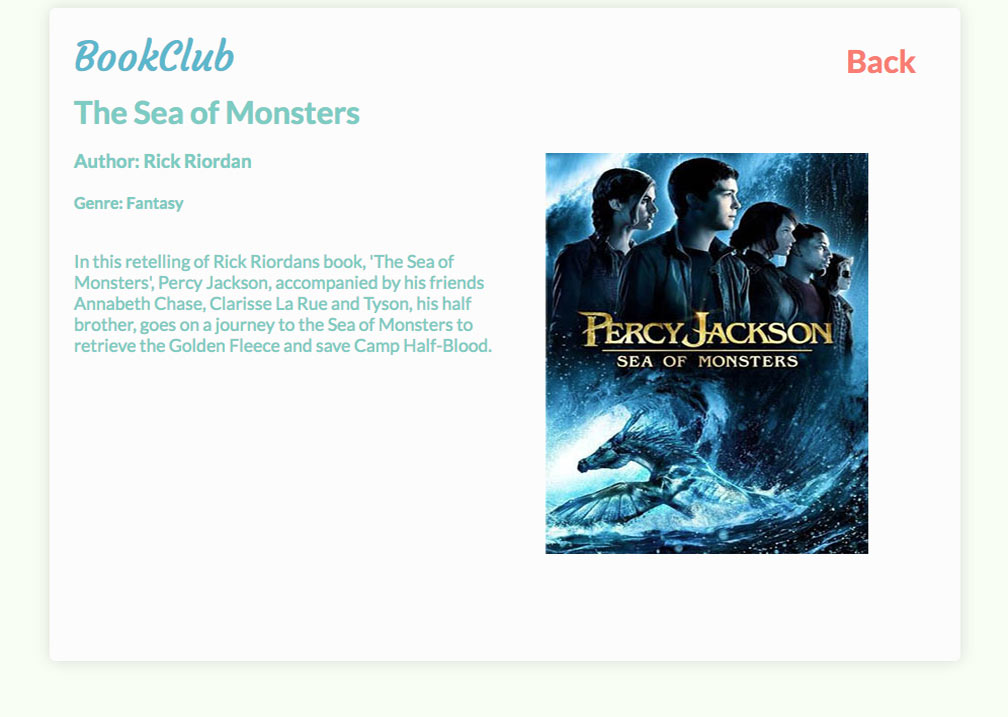 BookClub
Back
The Sea of Monsters
Author: Rick Riordan
Genre: Fantasy
In this retelling of Rick Riordans book, 'The Sea of
Monsters', Percy Jackson, accompanied by his friends
Annabeth Chase, Clarisse La Rue and Tyson, his half
brother, goes on a journey to the Sea of Monsters to
retrieve the Golden Fleece and save Camp Half-Blood.
PERCY JACKSON
SEA OF MONSTERS